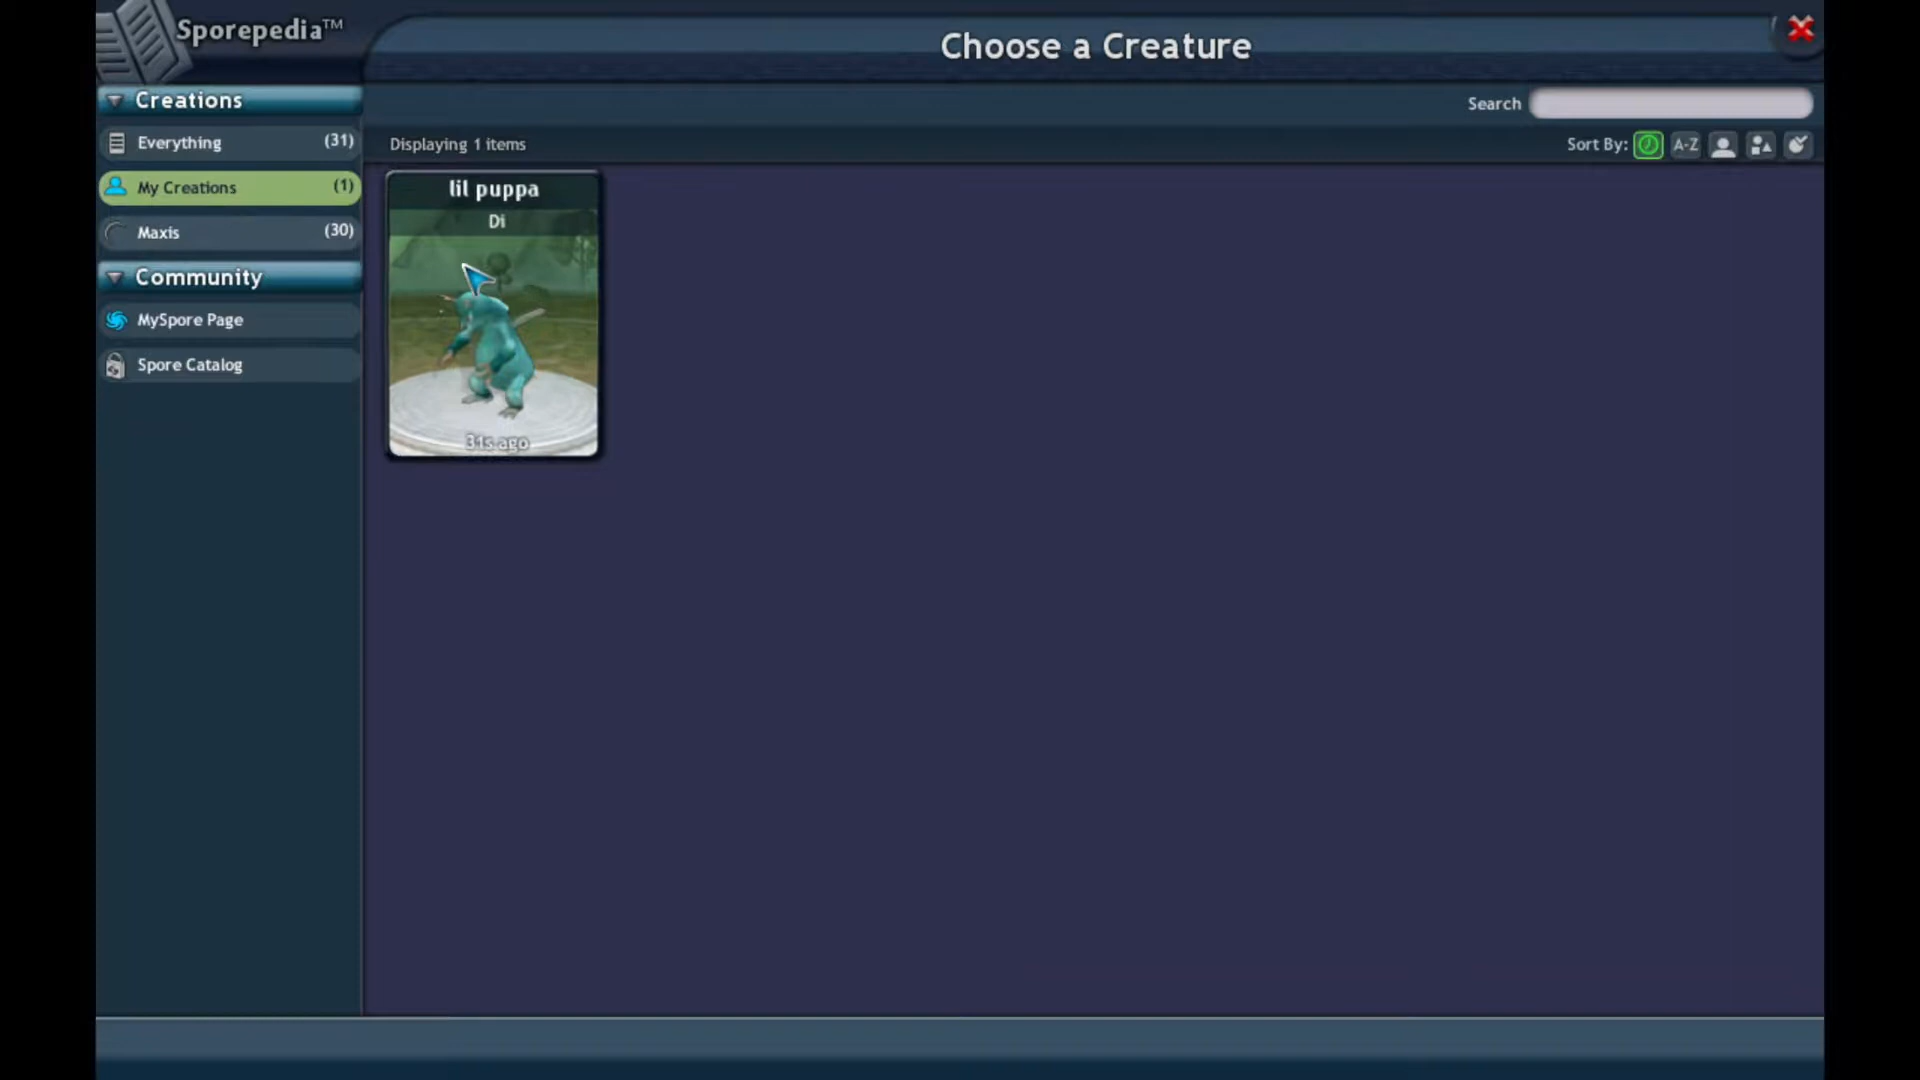 Sporepedia™
Choose a Creature
Creations
Search
Everything (31)
Displaying 1 items
Sort By: A-Z
My Creations (1)
lil puppa
Di
Maxis (30)
Community
MySpore Page
Spore Catalog
31s ago